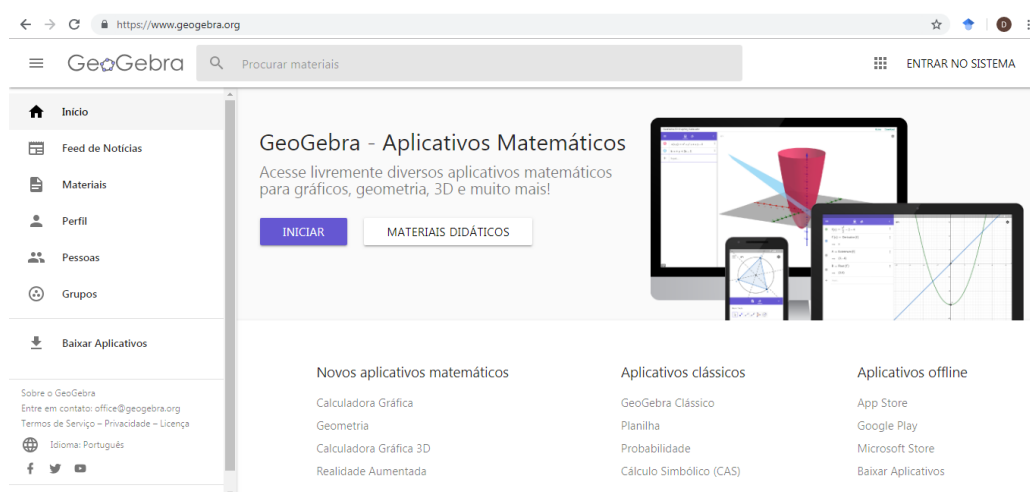 https://www.geogebra.org
D
GeoGebra
Procurar materiais
ENTRAR NO SISTEMA
Início
Feed de Notícias
Materiais
Perfil
Pessoas
Grupos
Baixar Aplicativos
Sobre o GeoGebra
Entre em contato: office@geogebra.org
Termos de Serviço – Privacidade – Licença
Idioma: Português
GeoGebra - Aplicativos Matemáticos
Acesse livremente diversos aplicativos matemáticos
para gráficos, geometria, 3D e muito mais!
INICIAR
MATERIAIS DIDÁTICOS
Novos aplicativos matemáticos
Calculadora Gráfica
Geometria
Calculadora Gráfica 3D
Realidade Aumentada
Aplicativos clássicos
GeoGebra Clássico
Planilha
Probabilidade
Cálculo Simbólico (CAS)
Aplicativos offline
App Store
Google Play
Microsoft Store
Baixar Aplicativos